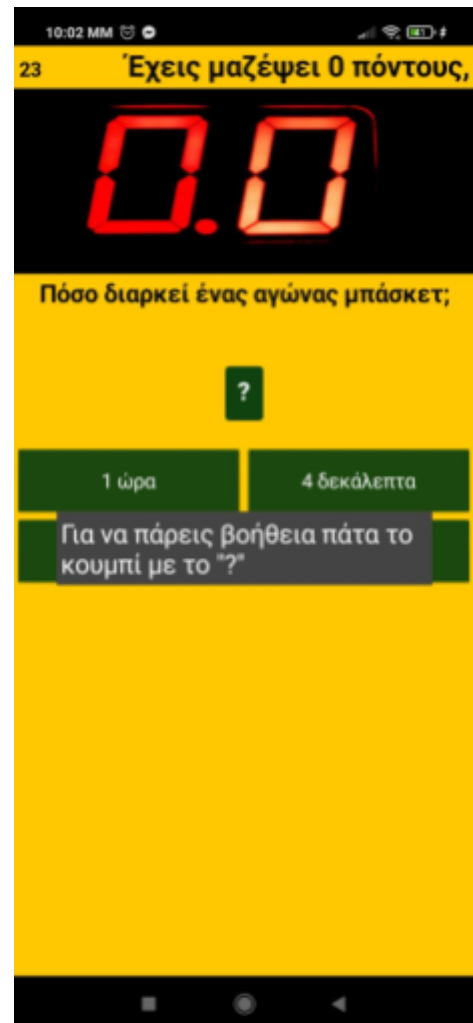 10:02 ΜΜ
23 Έχεις μαζέψει 0 πόντους,
0.0
Πόσο διαρκεί ένας αγώνας μπάσκετ;
?
1 ώρα 4 δεκάλεπτα
Για να πάρεις βοήθεια πάτα το
κουμπί με το "?"